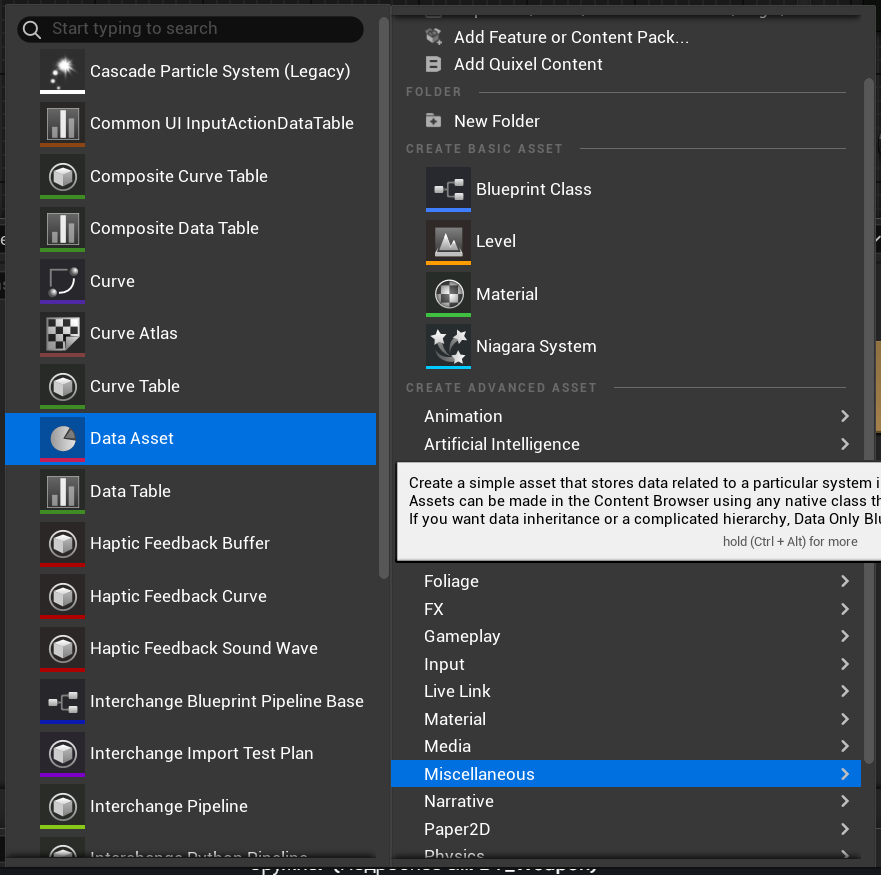 Start typing to search
Cascade Particle System (Legacy)
Common UI InputActionDataTable
Composite Curve Table
Composite Data Table
Curve
Curve Atlas
Curve Table
Data Asset
Data Table
Haptic Feedback Buffer
Haptic Feedback Curve
Haptic Feedback Sound Wave
Interchange Blueprint Pipeline Base
Interchange Import Test Plan
Interchange Pipeline
Interchange Python Pipeline
Add Feature or Content Pack...
Add Quixel Content
FOLDER
New Folder
CREATE BASIC ASSET
Blueprint Class
Level
Material
Niagara System
CREATE ADVANCED ASSET
Animation
Artificial Intelligence
Create a simple asset that stores data related to a particular system i
Assets can be made in the Content Browser using any native class th
If you want data inheritance or a complicated hierarchy, Data Only Blu
hold (Ctrl + Alt) for more
Foliage
FX
Gameplay
Input
Live Link
Material
Media
Miscellaneous
Narrative
Paper2D
Physics